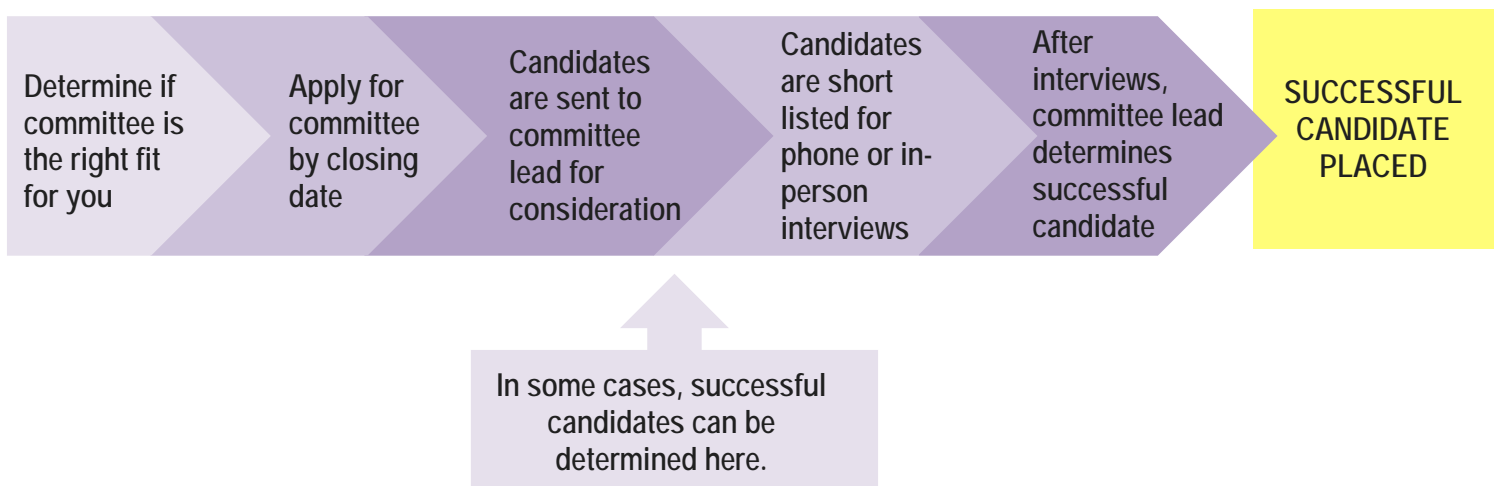 Determine if
committee is
the right fit
for you
Apply for
committee
by closing
date
Candidates
are sent to
committee
lead for
consideration
Candidates
are short
listed for
phone or in-
person
interviews
After
interviews,
committee lead
determines
successful
candidate
SUCCESSFUL
CANDIDATE
PLACED
In some cases, successful
candidates can be
determined here.